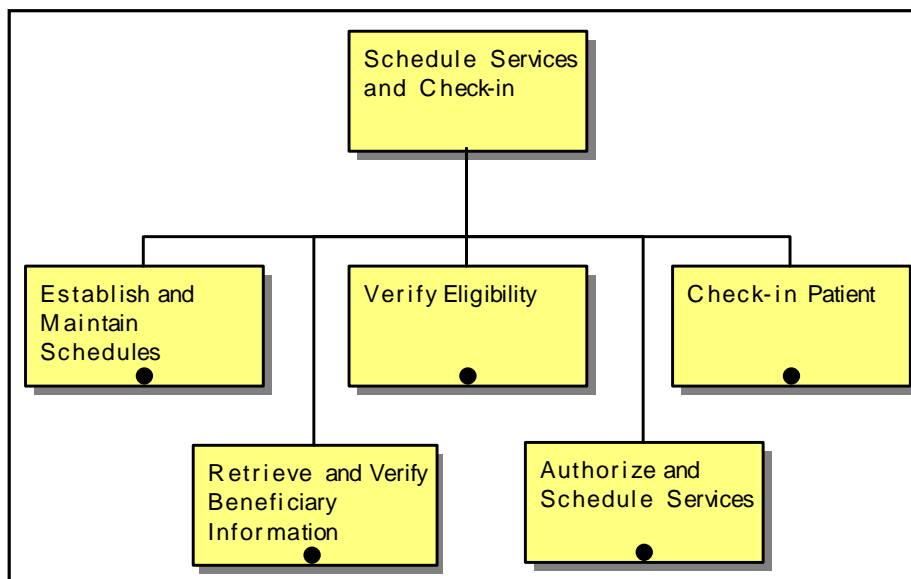 Schedule Services
and Check-in
Establish and
Maintain
Schedules
Verify Eligibility
Check-in Patient
Retrieve and Verify
Beneficiary
Information
Authorize and
Schedule Services